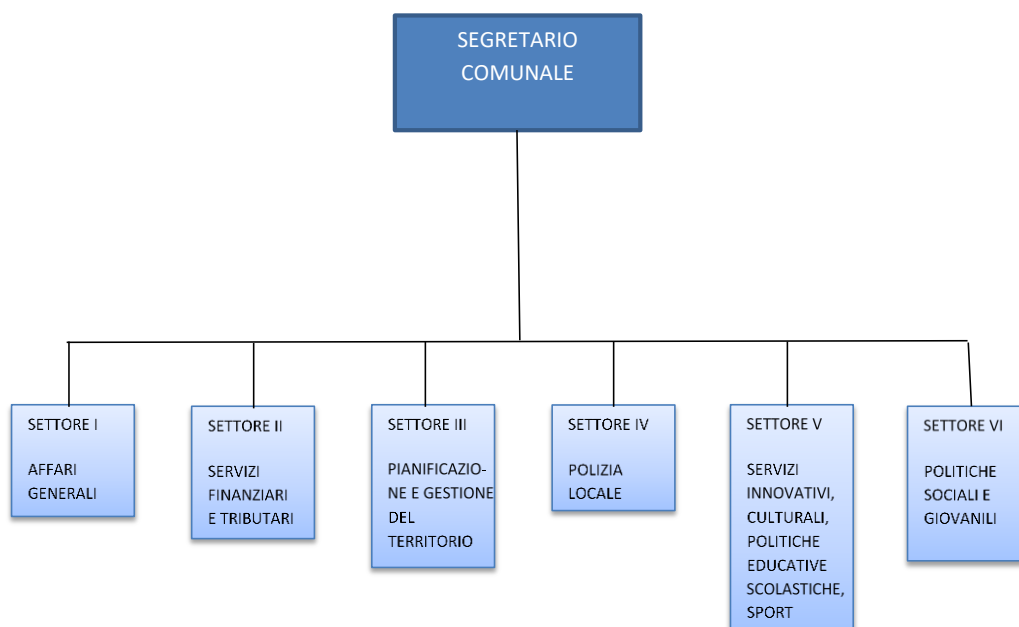 SEGRETARIO
COMUNALE
SETTORE I
AFFARI
GENERALI
SETTORE II
SERVIZI
FINANZIARI
E TRIBUTARI
SETTORE III
PIANIFICAZIO-
NE E GESTIONE
DEL
TERRITORIO
SETTORE IV
POLIZIA
LOCALE
SETTORE V
SERVIZI
INNOVATIVI,
CULTURALI,
POLITICHE
EDUCATIVE
SCOLASTICHE,
SPORT
SETTORE VI
POLITICHE
SOCIALI E
GIOVANILI